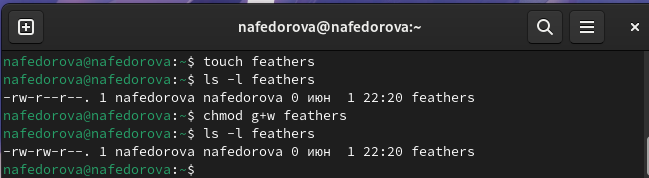 nafedorova@nafedorova:~
nafedorova@nafedorova:~$ touch feathers
nafedorova@nafedorova:~$ ls -l feathers
-rw-r--r--. 1 nafedorova nafedorova 0 июн  1 22:20 feathers
nafedorova@nafedorova:~$ chmod g+w feathers
nafedorova@nafedorova:~$ ls -l feathers
-rw-rw-r--. 1 nafedorova nafedorova 0 июн  1 22:20 feathers
nafedorova@nafedorova:~$